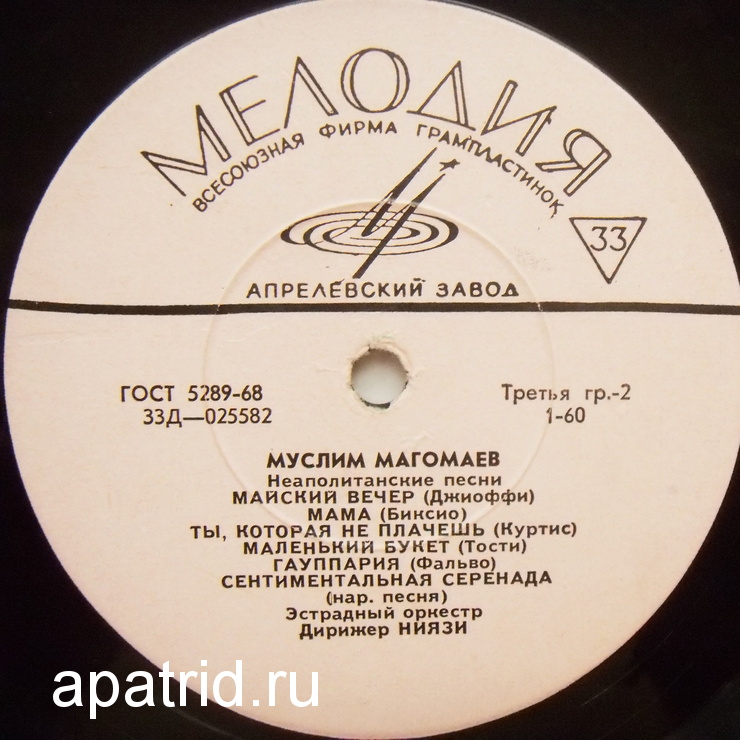 МЕЛОДИЯ
ВСЕСОЮЗНАЯ ФИРМА ГРАМПЛАСТИНОК
33
АПРЕЛЕВСКИЙ ЗАВОД
ГОСТ 5289-68
33Д—025582
Третья гр.-2
1-60
МУСЛИМ МАГОМАЕВ
Неаполитанские песни
МАЙСКИЙ ВЕЧЕР (Джиоффи)
МАМА (Биксио)
ТЫ, КОТОРАЯ НЕ ПЛАЧЕШЬ (Куртис)
МАЛЕНЬКИЙ БУКЕТ (Тости)
ГАУППАРИЯ (Фальво)
СЕНТИМЕНТАЛЬНАЯ СЕРЕНАДА
(нар. песня)
Эстрадный оркестр
Дирижер НИЯЗИ
apatrid.ru